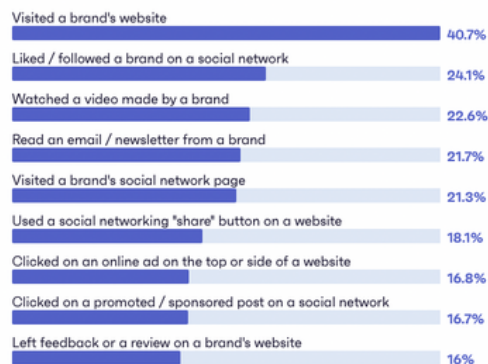 Visited a brand's website
40.7%
Liked / followed a brand on a social network
24.1%
Watched a video made by a brand
22.6%
Read an email / newsletter from a brand
21.7%
Visited a brand's social network page
21.3%
Used a social networking "share" button on a website
18.1%
Clicked on an online ad on the top or side of a website
16.8%
Clicked on a promoted / sponsored post on a social network
16.7%
Left feedback or a review on a brand's website
16%